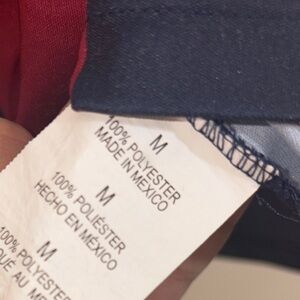 M
100% POLYESTER
MADE IN MEXICO
M
100% POLIÉSTER
HECHO EN MÉXICO
M
100% POLYESTER